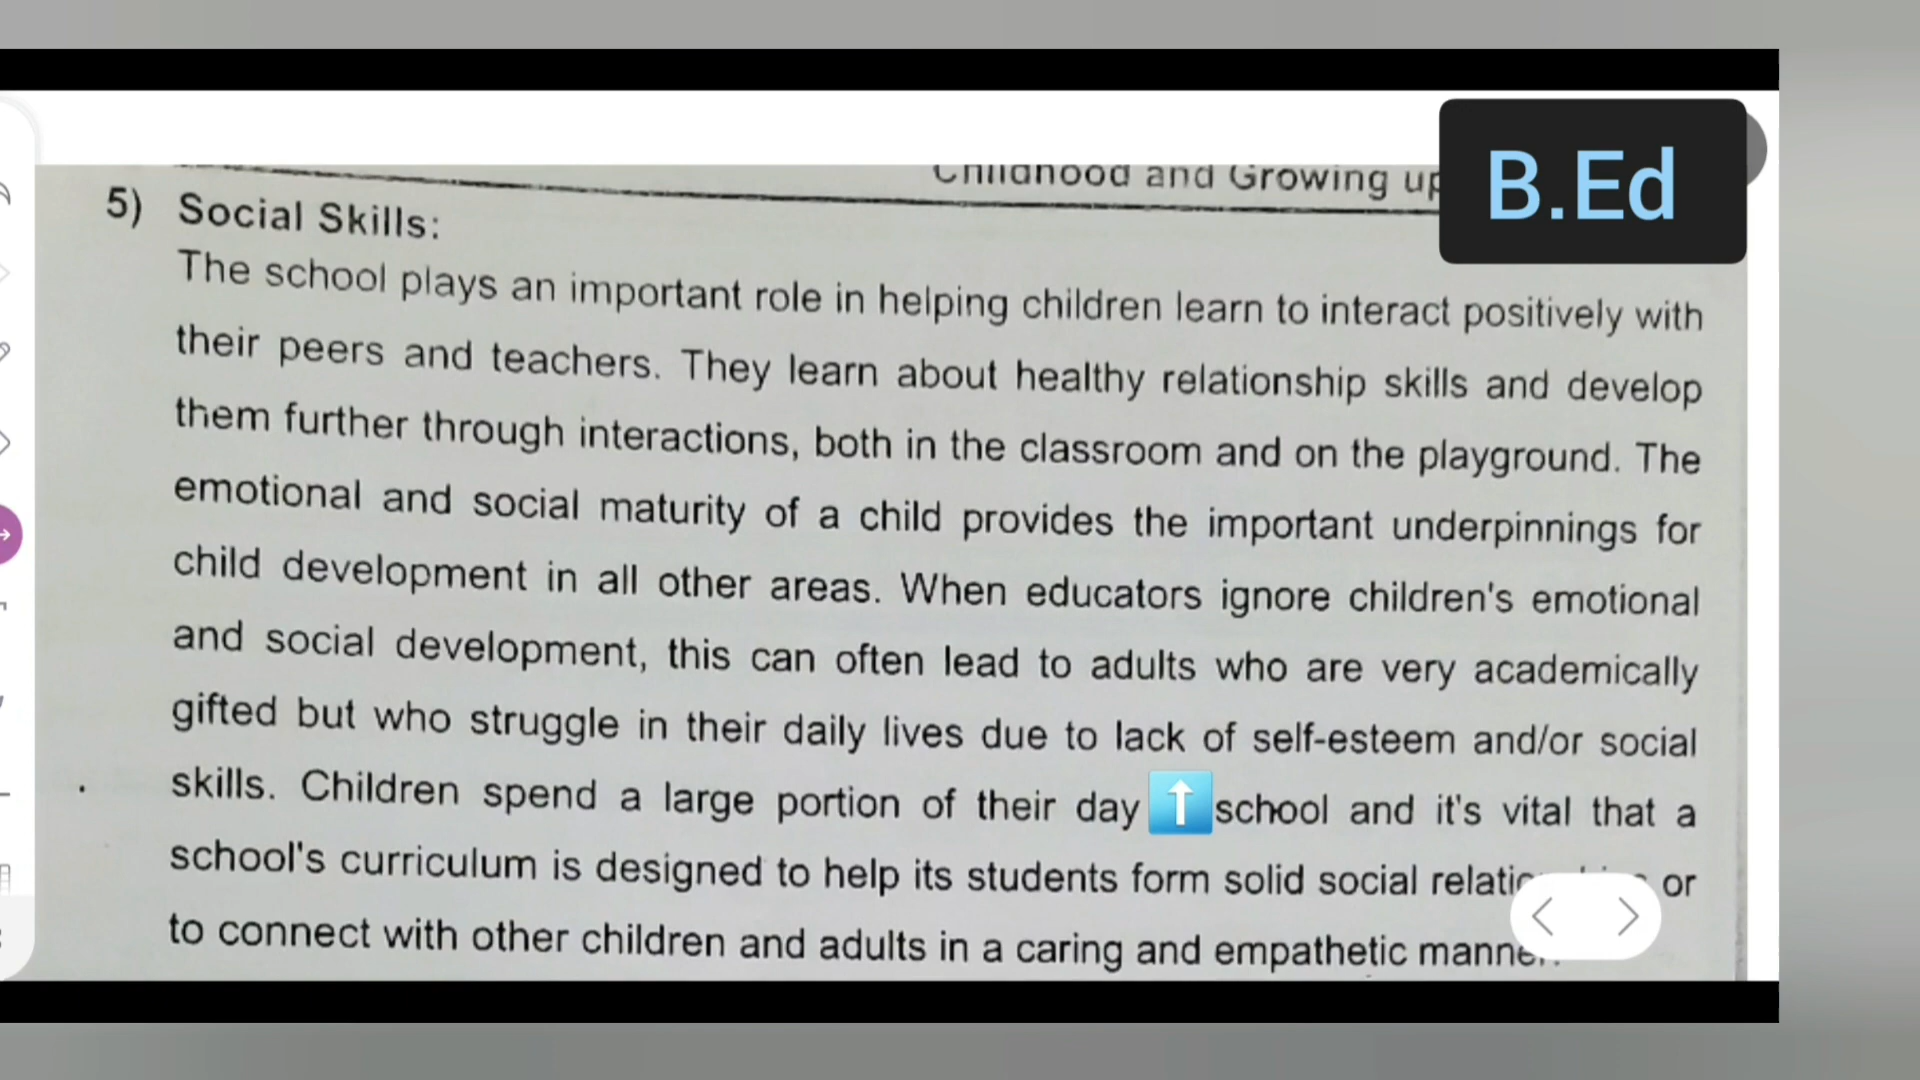 Childhood and Growing up
B.Ed
5) Social Skills:
The school plays an important role in helping children learn to interact positively with
their peers and teachers. They learn about healthy relationship skills and develop
them further through interactions, both in the classroom and on the playground. The
emotional and social maturity of a child provides the important underpinnings for
child development in all other areas. When educators ignore children's emotional
and social development, this can often lead to adults who are very academically
gifted but who struggle in their daily lives due to lack of self-esteem and/or social
skills. Children spend a large portion of their day school and it's vital that a
school's curriculum is designed to help its students form solid social or
to connect with other children and adults in a caring and empathetic manner.